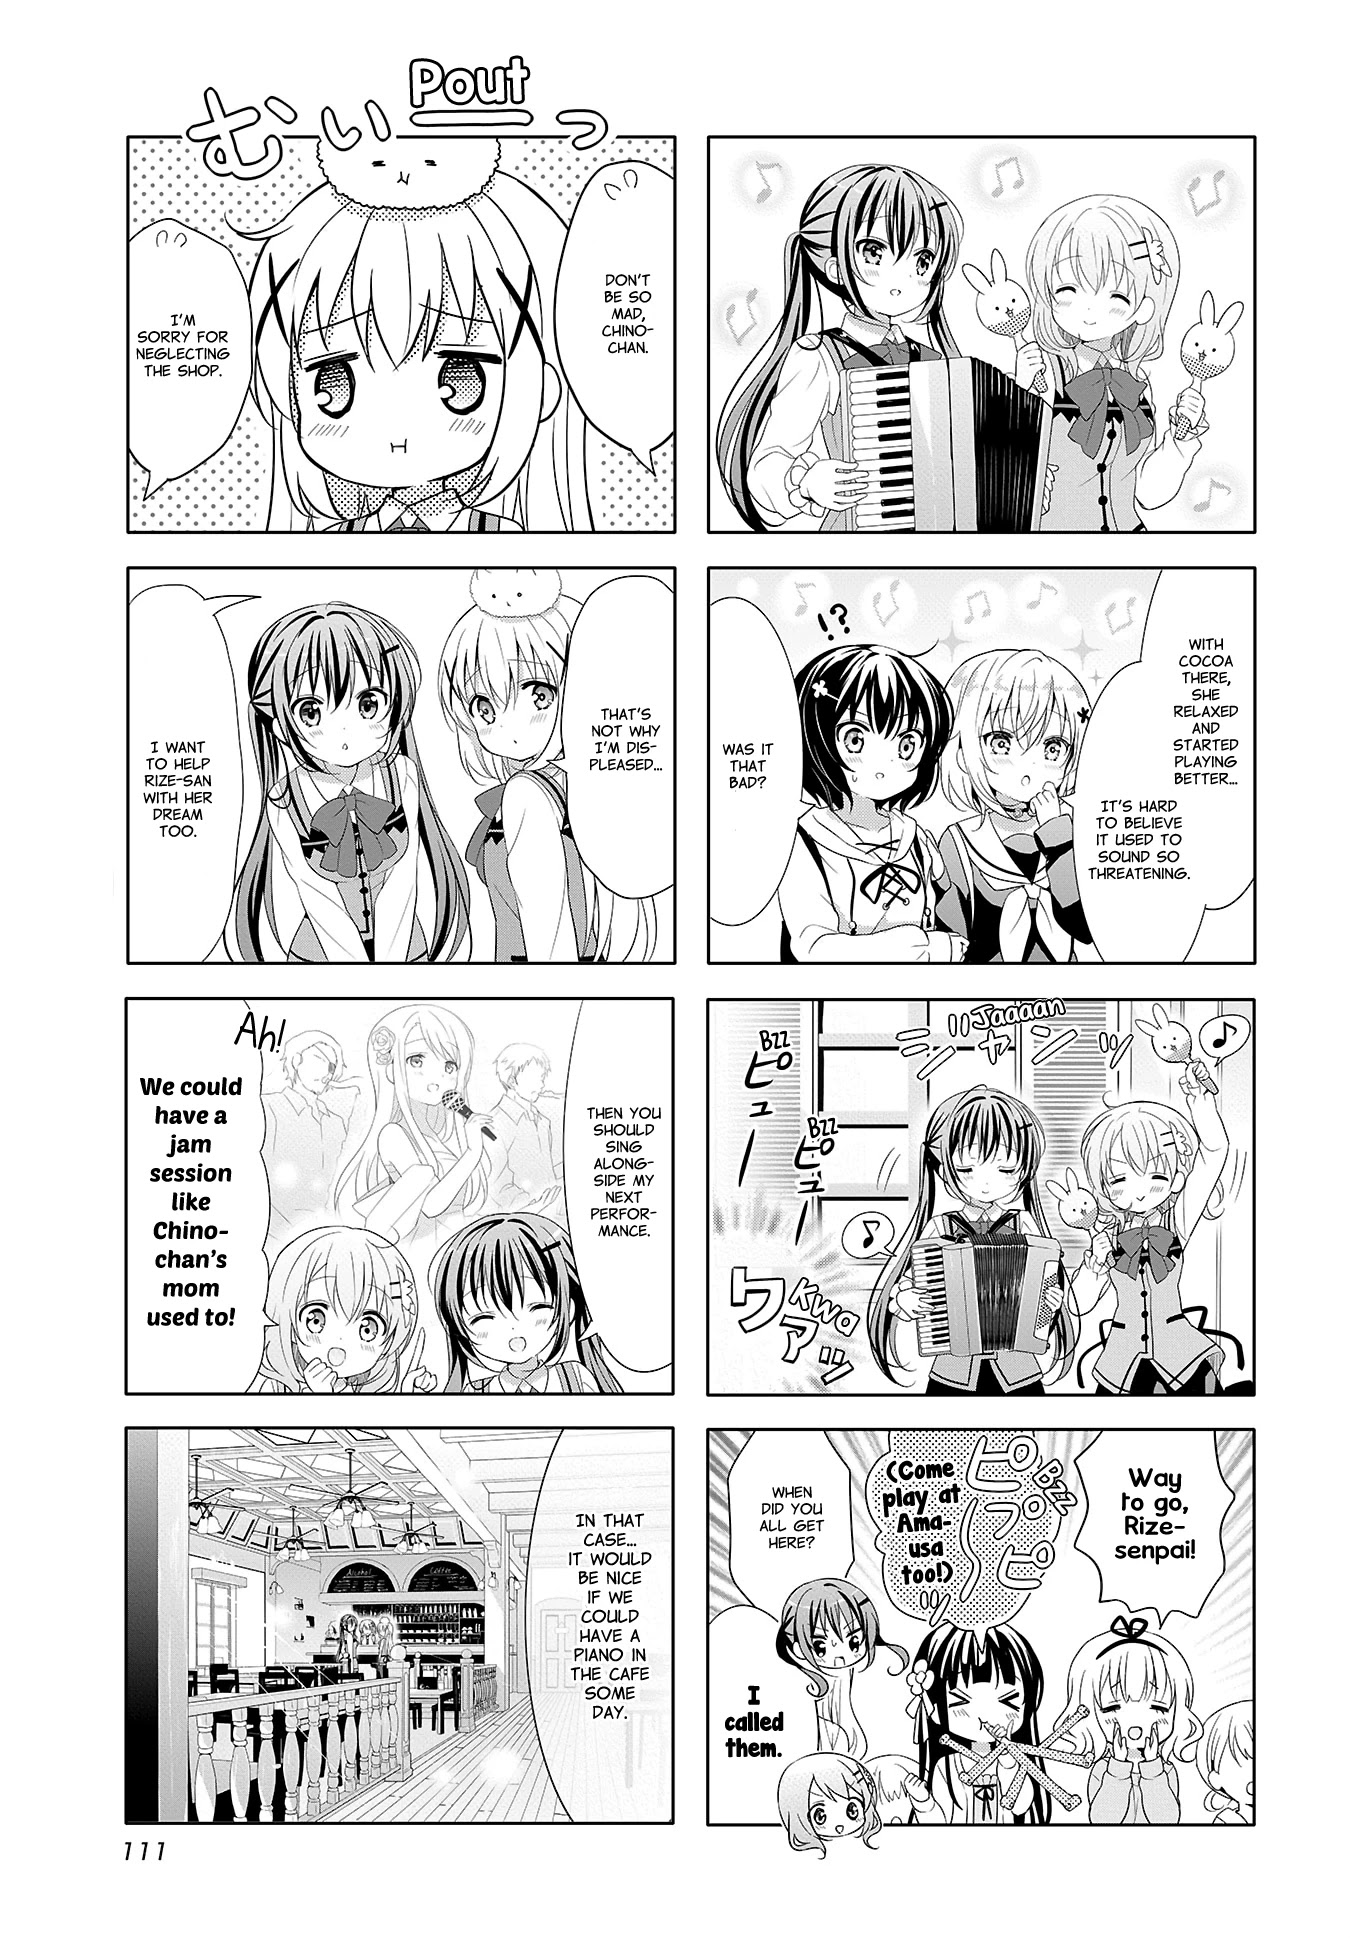 WITH
COCOA
THERE,
SHE
RELAXED
AND
STARTED
PLAYING
BETTER...
IT'S HARD
TO BELIEVE
IT USED TO
SOUND SO
THREATENING.
!?
WAS IT
THAT
BAD?
Jaaaan
ジャンッ
Bzz
ピュー
Bzz
ピュー
Kwa
ワァッ
Way
to go,
Rize-
senpai!
Bzz
ピプピ〜ッ
(Come
play at
Ama-
usa
too!)
WHEN
DID YOU
ALL GET
HERE?
I
called
them.
Pout
むぃっ
DON'T
BE SO
MAD,
CHINO-
CHAN.
I'M
SORRY FOR
NEGLECTING
THE SHOP.
THAT'S
NOT WHY
I'M DIS-
PLEASED...
I WANT
TO HELP
RIZE-SAN
WITH HER
DREAM
TOO.
THEN YOU
SHOULD
SING
ALONG-
SIDE MY
NEXT
PERFOR-
MANCE.
Ah!
We could
have a
jam
session
like
Chino-
chan's
mom
used to!
IN THAT
CASE...
IT WOULD
BE NICE
IF WE
COULD
HAVE A
PIANO IN
THE CAFE
SOME
DAY.
Alcohol
Coffee
111